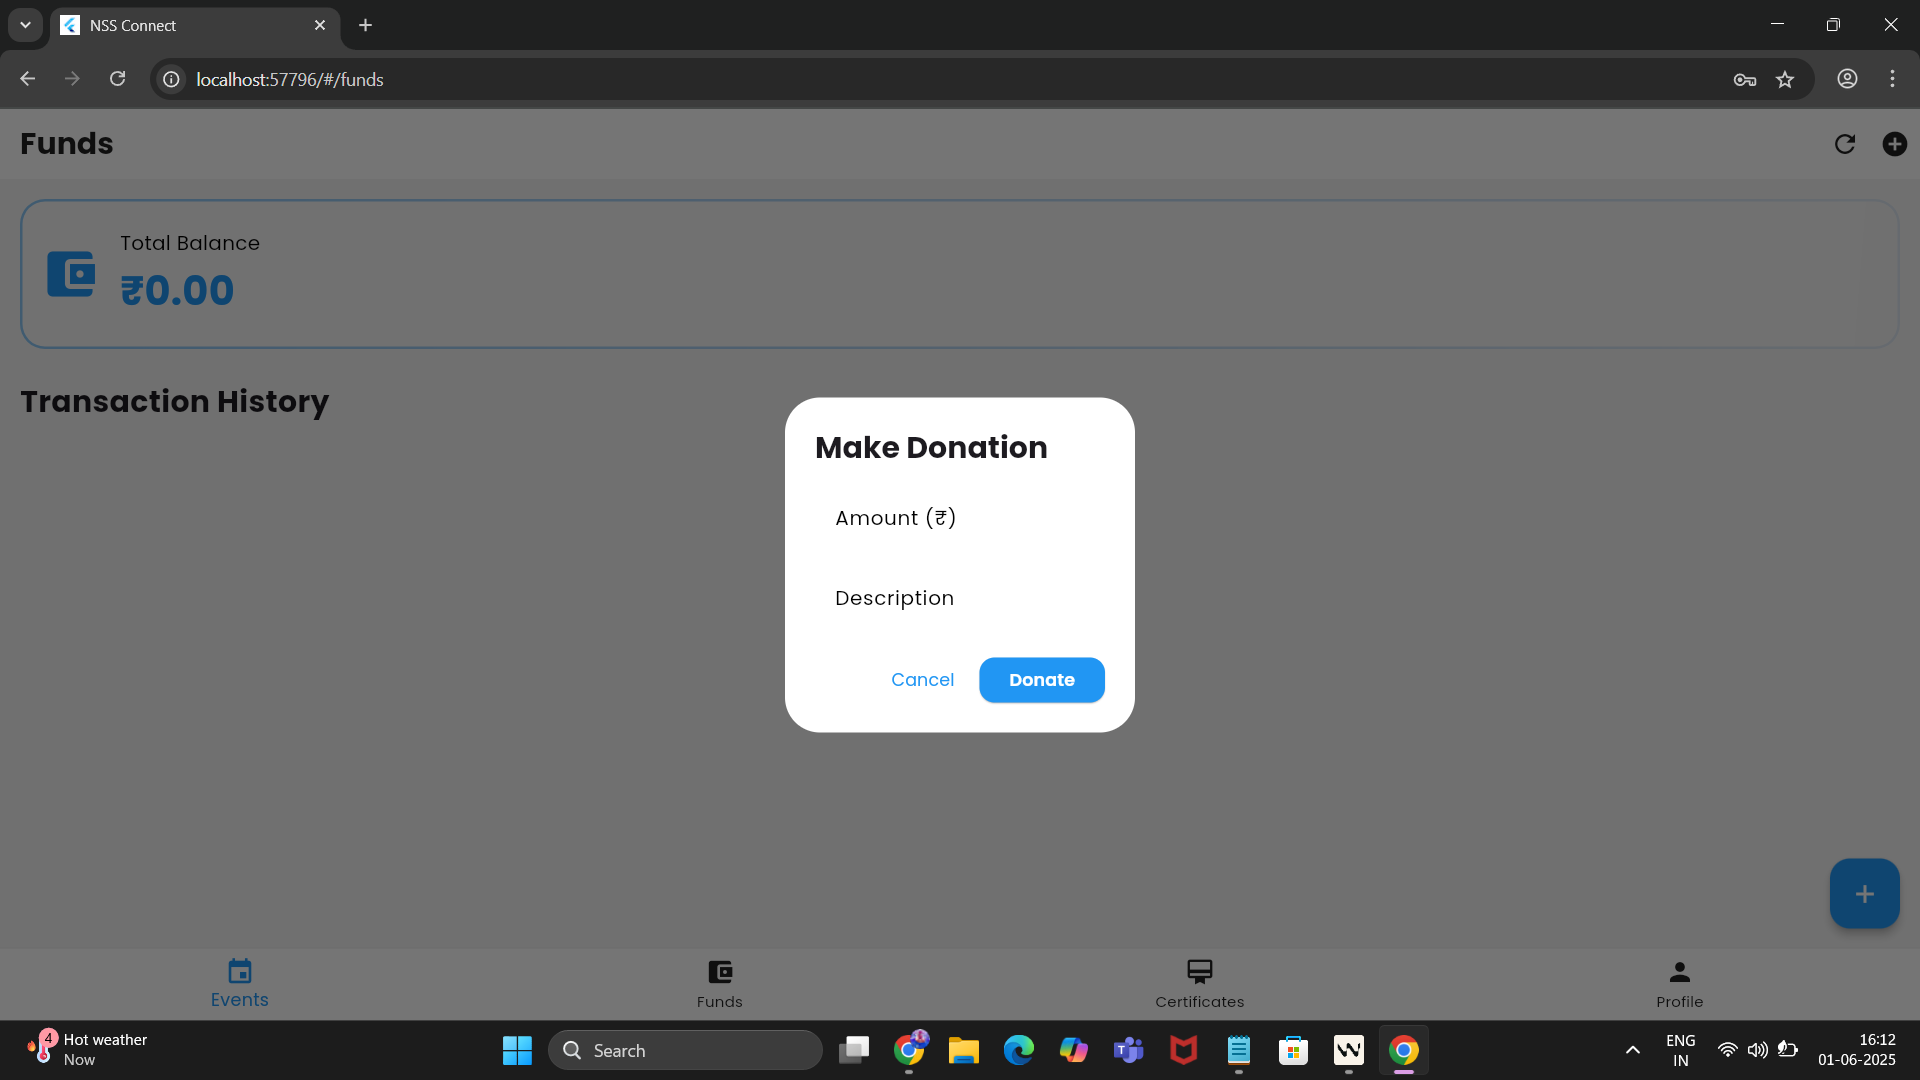 NSS Connect
localhost:57796/#/funds
Funds
Total Balance
₹0.00
Transaction History
Make Donation
Amount (₹)
Description
Cancel
Donate
Events
Funds
Certificates
Profile
4
Hot weather
Now
Search
T
ENG
IN
16:12
01-06-2025